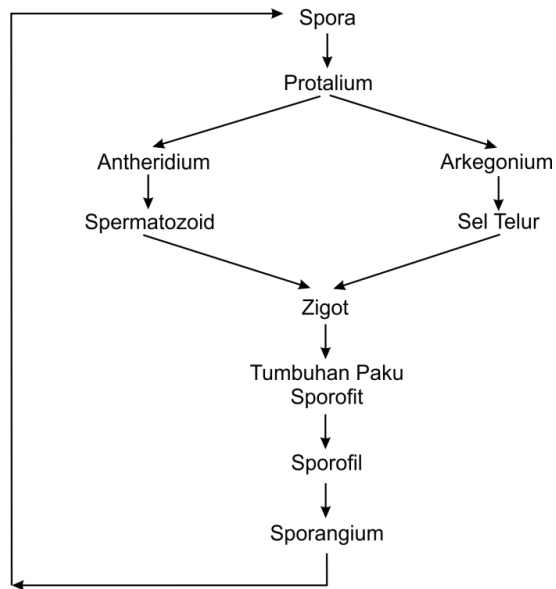 Spora
Protalium
Antheridium
Arkegonium
Spermatozoid
Sel Telur
Zigot
Tumbuhan Paku
Sporofit
Sporofil
Sporangium